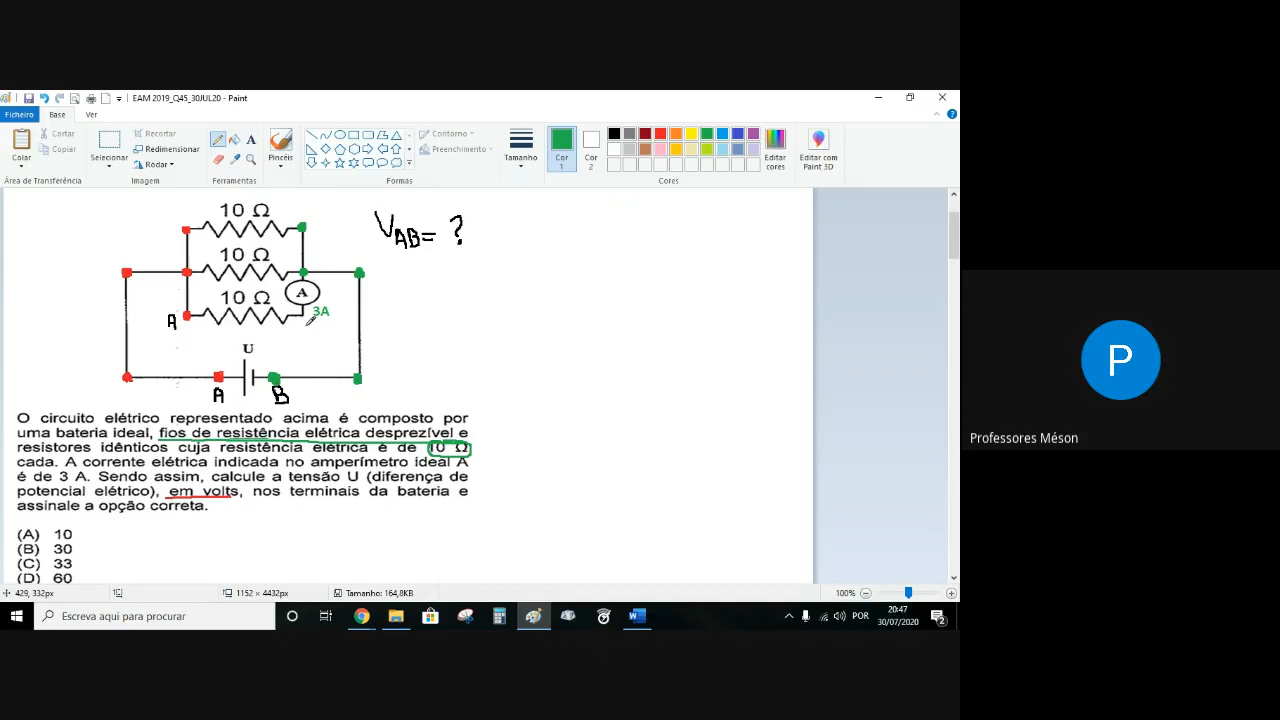 EAM 2019_Q45_30JUL20 - Paint
Ficheiro Base Ver
Colar
Cortar
Copiar
Área de Transferência
Selecionar
Recortar
Redimensionar
Rodar
Imagem
A
Ferramentas
Pincéis
Contorno
Preenchimento
Formas
Tamanho
Cor 1
Cor 2
Editar cores
Cores
Editar com Paint 3D
10 Ω
10 Ω
10 Ω
A
3A
A
U
A
B
VAB= ?
O circuito elétrico representado acima é composto por
uma bateria ideal, fios de resistência elétrica desprezível e
resistores idênticos cuja resistência elétrica é de 10 Ω
cada. A corrente elétrica indicada no amperímetro ideal A
é de 3 A. Sendo assim, calcule a tensão U (diferença de
potencial elétrico), em volts, nos terminais da bateria e
assinale a opção correta.
(A) 10
(B) 30
(C) 33
(D) 60
429, 332px
1152 × 4432px
Tamanho: 164,8KB
100%
Escreva aqui para procurar
POR
20:47
30/07/2020
2
P
Professores Méson